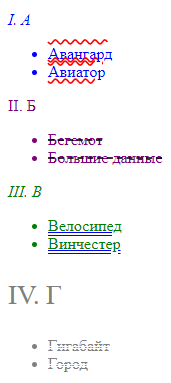 I. А
Авангард
Авиатор
II. Б
Бегемот
Большие данные
III. В
Велосипед
Винчестер
IV. Г
Гигабайт
Город